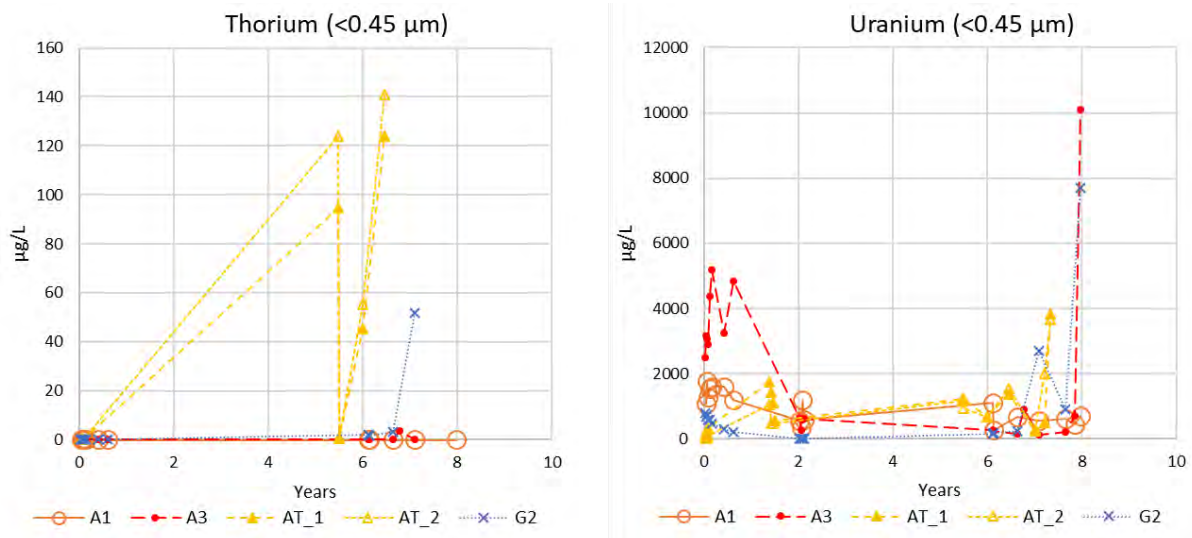 Thorium (<0.45 µm)
160
140
120
100
80
60
40
20
0
µg/L
0 2 4 6 8 10
Years
A1 A3 AT_1 AT_2 G2
Uranium (<0.45 µm)
12000
10000
8000
6000
4000
2000
0
µg/L
0 2 4 6 8 10
Years
A1 A3 AT_1 AT_2 G2